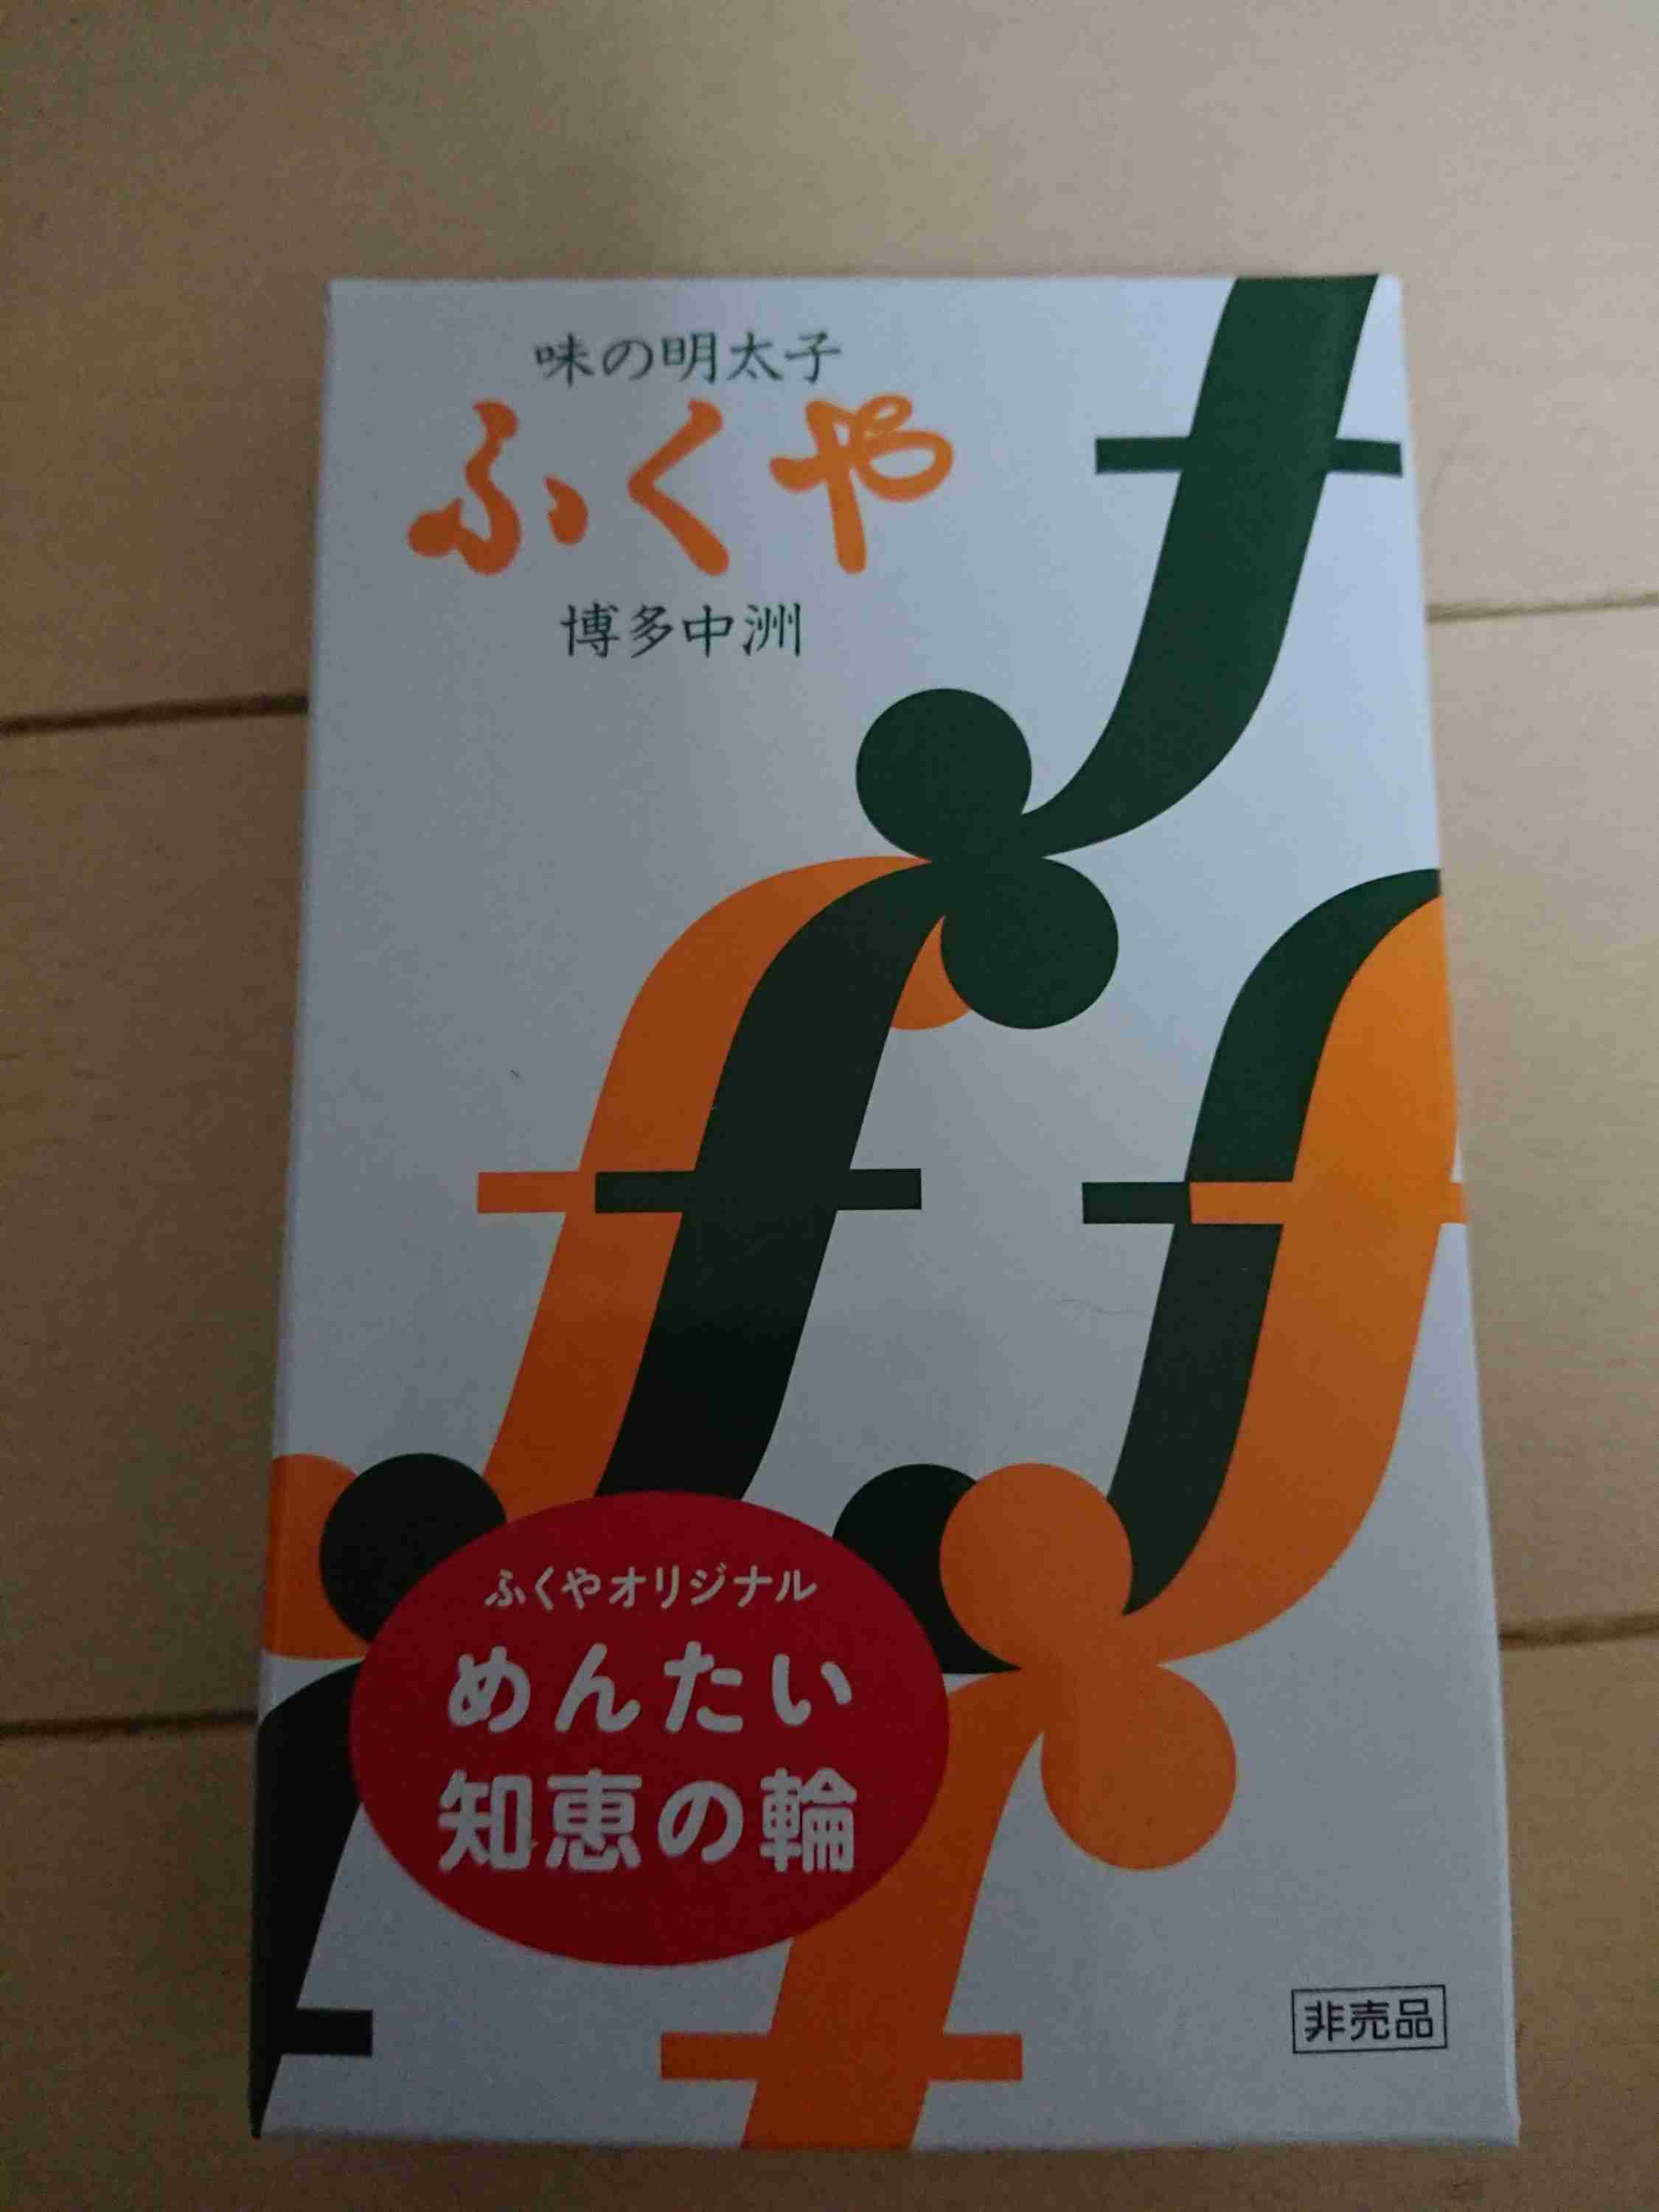 味の明太子
ふくや
博多中洲
ふくやオリジナル
めんたい
知恵の輪
非売品